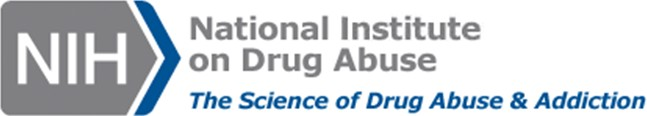 NIH
National Institute
on Drug Abuse
The Science of Drug Abuse & Addiction